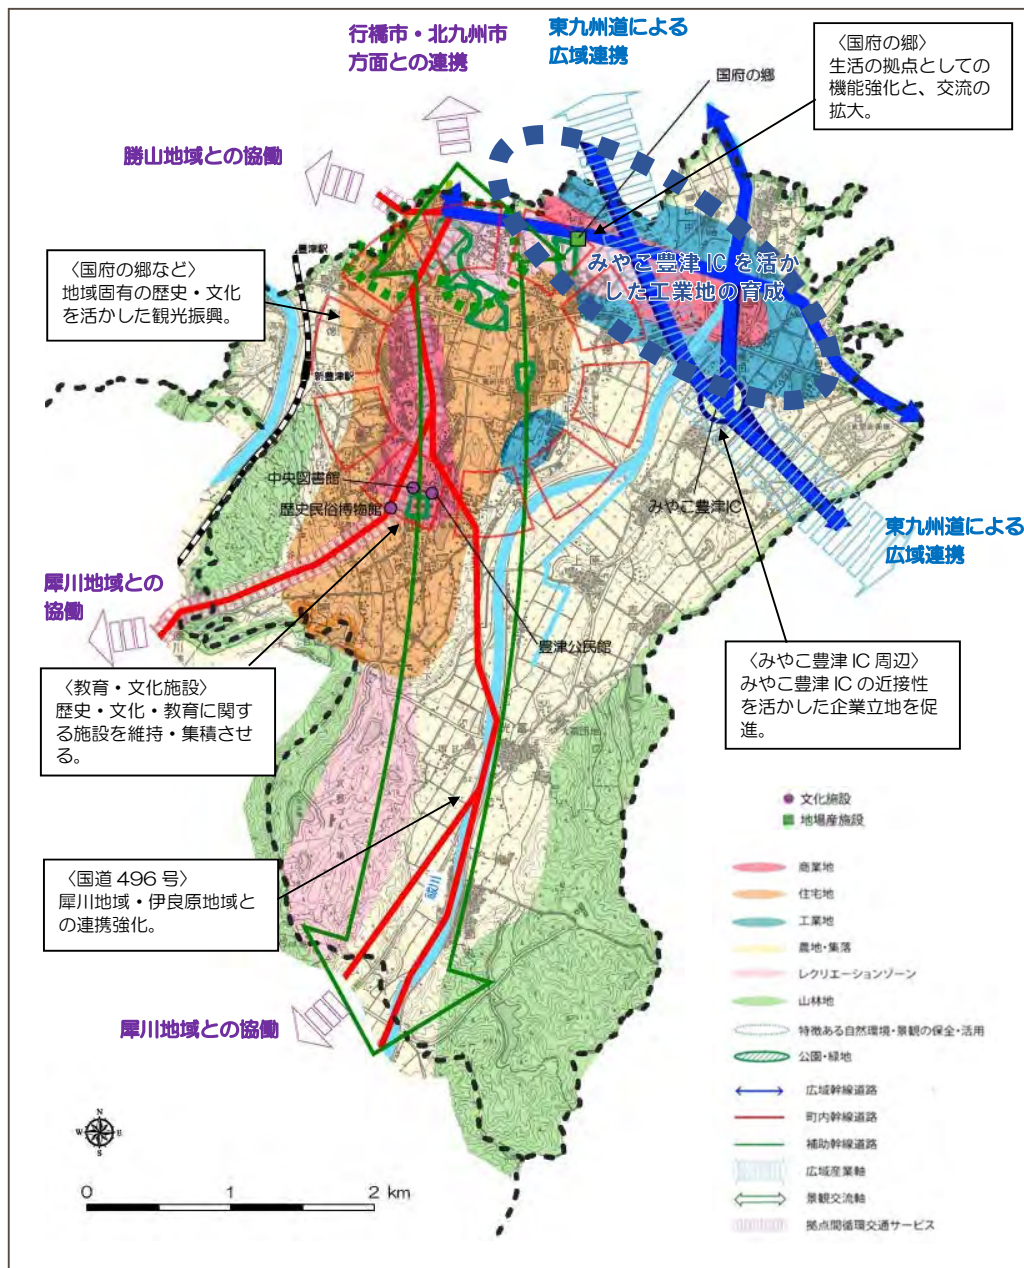 行橋市・北九州市
方面との連携
東九州道による
広域連携
国府の郷
〈国府の郷〉
生活の拠点としての
機能強化と、交流の
拡大。
勝山地域との協働
豊津駅
〈国府の郷など〉
地域固有の歴史・文化
を活かした観光振興。
みやこ豊津 IC を活か
した工業地の育成
新豊津駅
国分
中央図書館
歴史民俗博物館
みやこ豊津IC
東九州道による
広域連携
犀川地域との
協働
豊津公民館
〈教育・文化施設〉
歴史・文化・教育に関す
る施設を維持・集積させ
る。
〈みやこ豊津 IC 周辺〉
みやこ豊津 IC の近接性
を活かした企業立地を促
進。
〈国道 496 号〉
犀川地域・伊良原地域と
の連携強化。
祓川
犀川地域との協働
文化施設
地場産施設
商業地
住宅地
工業地
農地・集落
レクリエーションゾーン
山林地
特徴ある自然環境・景観の保全・活用
公園・緑地
広域幹線道路
町内幹線道路
補助幹線道路
広域産業軸
景観交流軸
拠点間循環交通サービス
N
W E
S
0 1 2 km